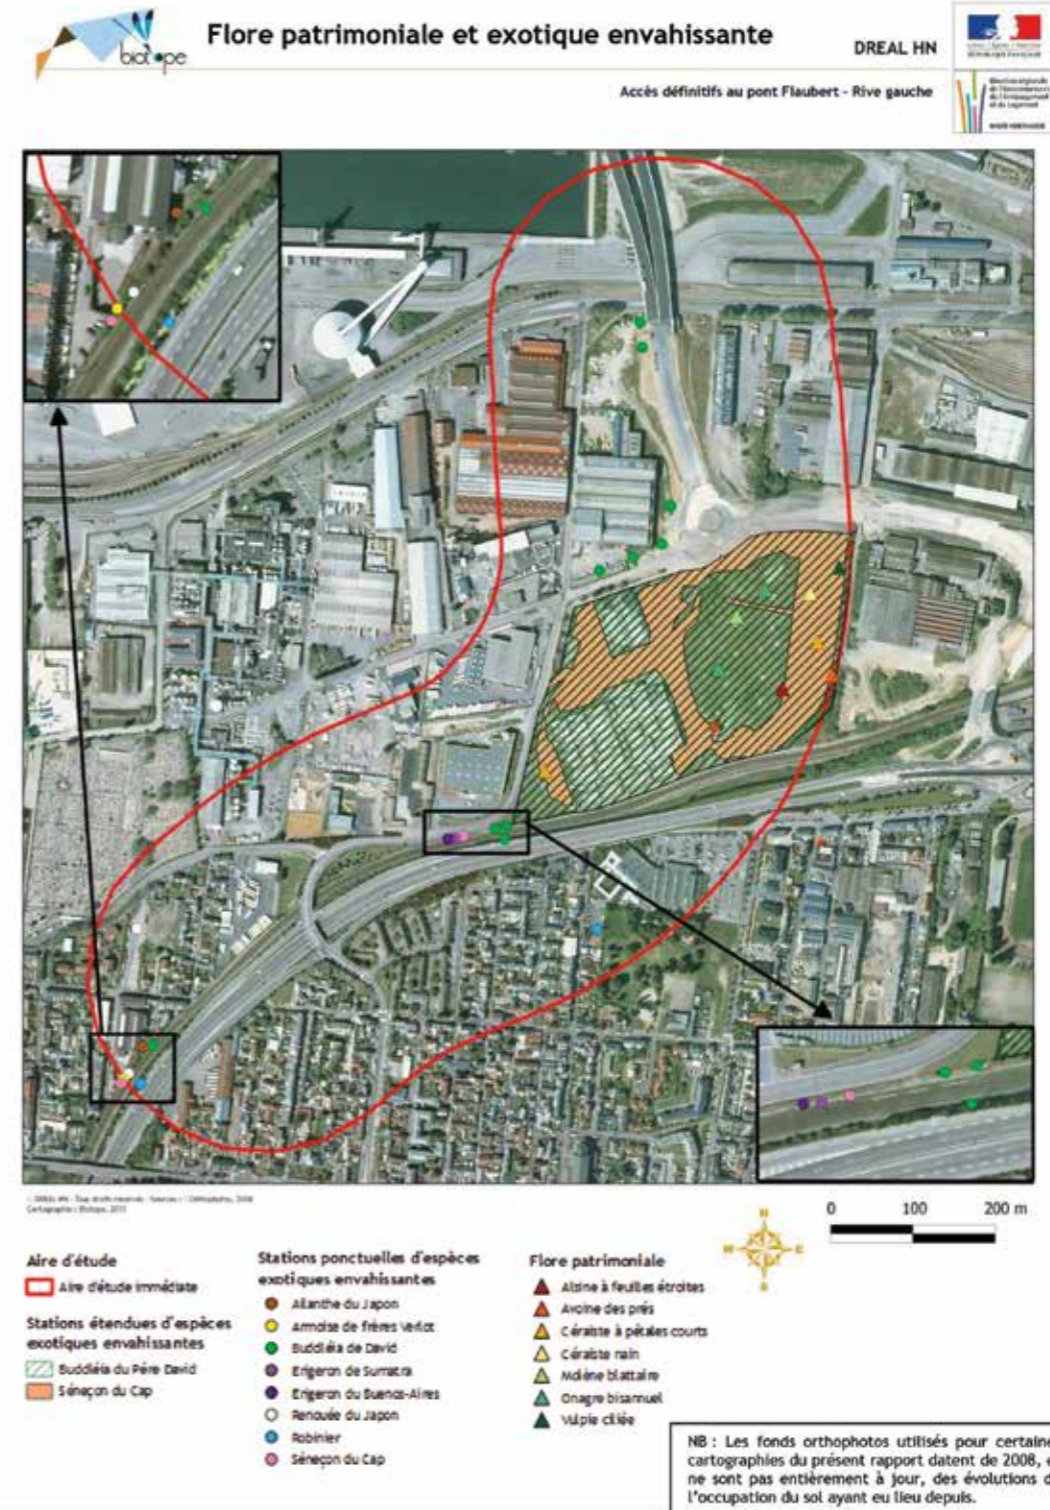 biotope
Flore patrimoniale et exotique envahissante
DREAL HN
Accès définitifs au pont Flaubert - Rive gauche
0 100 200 m
N
E
S
Aire d'étude
Aire d'étude immédiate
Stations étendues d'espèces
exotiques envahissantes
Buddléia du Père David
Séneçon du Cap
Stations ponctuelles d'espèces
exotiques envahissantes
Ailanthe du Japon
Armoise de frères Verlot
Buddléia de David
Erigeron de Sumatra
Erigeron du Buenos-Aires
Renouée du Japon
Robinier
Séneçon du Cap
Flore patrimoniale
Alsine à feuilles étroites
Avoine des prés
Céraiste à pétales courts
Céraiste nain
Molène blattaire
Onagre bisannuel
Vulpie ciliée
NB : Les fonds orthophotos utilisés pour certaine
cartographies du présent rapport datent de 2008, e
ne sont pas entièrement à jour, des évolutions d
l'occupation du sol ayant eu lieu depuis.